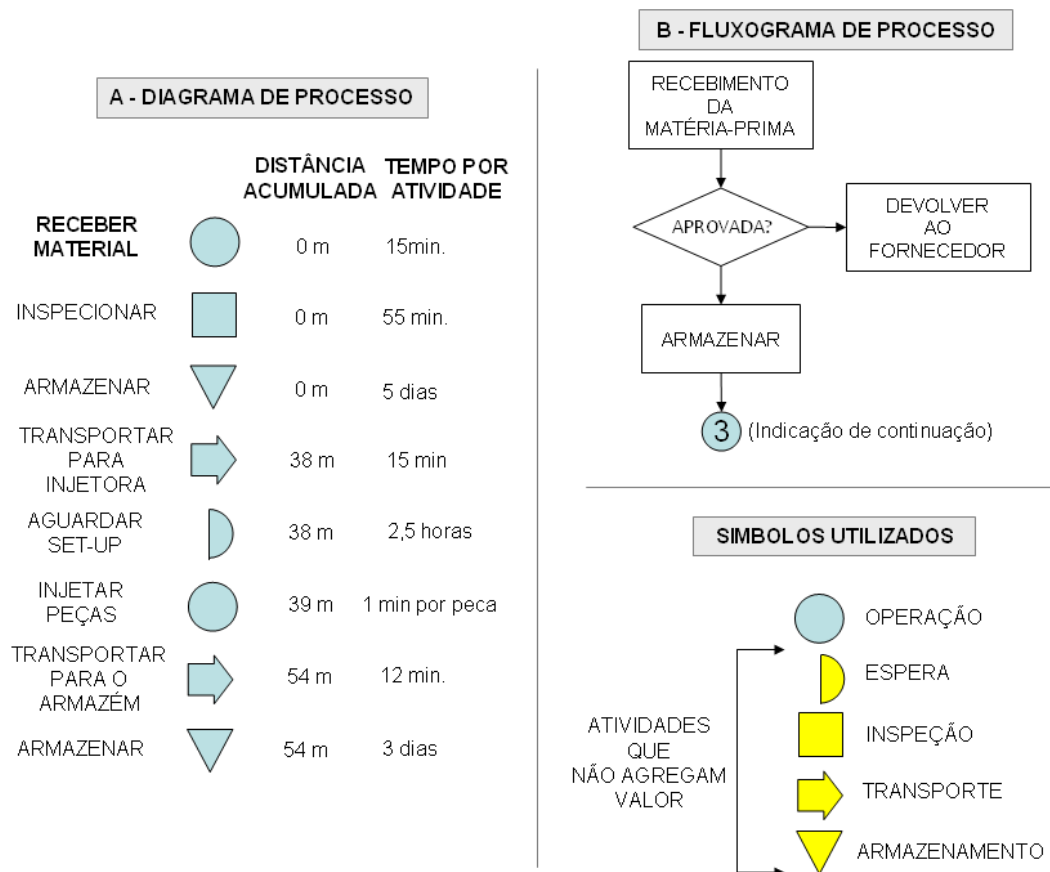 A - DIAGRAMA DE PROCESSO
DISTÂNCIA TEMPO POR
ACUMULADA ATIVIDADE
RECEBER
MATERIAL
0 m 15min.
INSPECIONAR
0 m 55 min.
ARMAZENAR
0 m 5 dias
TRANSPORTAR
PARA
INJETORA
38 m 15 min
AGUARDAR
SET-UP
38 m 2,5 horas
INJETAR
PEÇAS
39 m 1 min por peca
TRANSPORTAR
PARA O
ARMAZÉM
54 m 12 min.
ARMAZENAR
54 m 3 dias
B - FLUXOGRAMA DE PROCESSO
RECEBIMENTO
DA
MATÉRIA-PRIMA
APROVADA?
DEVOLVER
AO
FORNECEDOR
ARMAZENAR
3 (Indicação de continuação)
SIMBOLOS UTILIZADOS
OPERAÇÃO
ESPERA
INSPEÇÃO
TRANSPORTE
ARMAZENAMENTO
ATIVIDADES
QUE
NÃO AGREGAM
VALOR